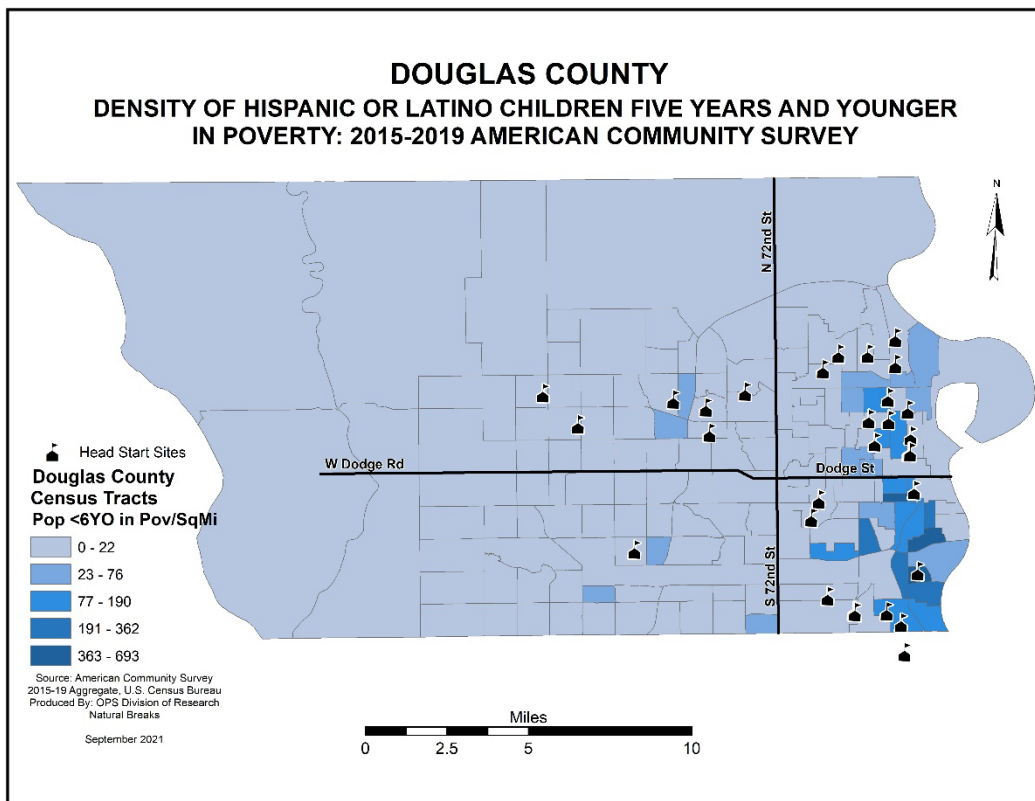 DOUGLAS COUNTY
DENSITY OF HISPANIC OR LATINO CHILDREN FIVE YEARS AND YOUNGER
IN POVERTY: 2015-2019 AMERICAN COMMUNITY SURVEY
N
N 72nd St
W Dodge Rd
Dodge St
S 72nd St
Head Start Sites
Douglas County
Census Tracts
Pop <6YO in Pov/SqMi
0 - 22
23 - 76
77 - 190
191 - 362
363 - 693
Source: American Community Survey
2015-19 Aggregate, U.S. Census Bureau
Produced By: OPS Division of Research
Natural Breaks
September 2021
Miles
0 2.5 5 10